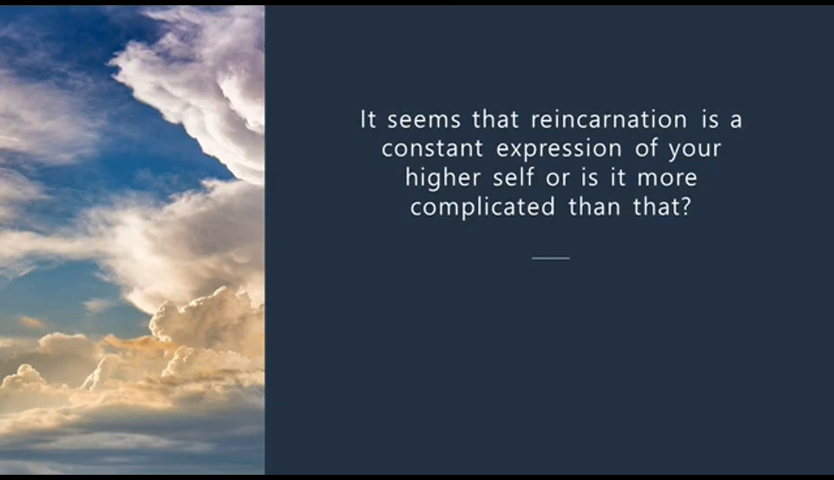 It seems that reincarnation is a
constant expression of your
higher self or is it more
complicated than that?